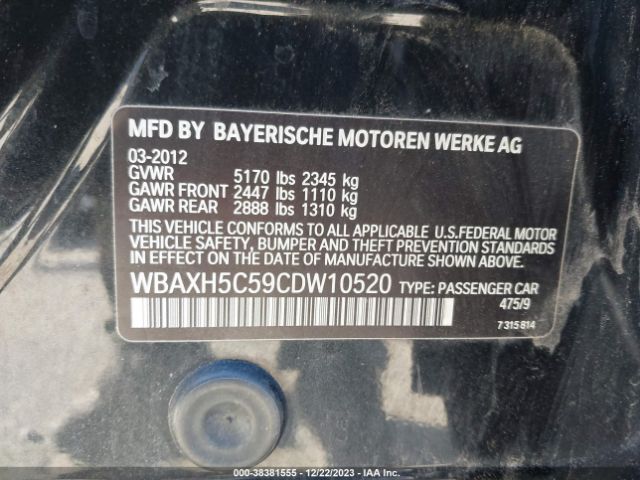 MFD BY BAYERISCHE MOTOREN WERKE AG
03-2012
GVWR 5170 lbs 2345 kg
GAWR FRONT 2447 lbs 1110 kg
GAWR REAR 2888 lbs 1310 kg
THIS VEHICLE CONFORMS TO ALL APPLICABLE U.S.FEDERAL MOTOR
VEHICLE SAFETY, BUMPER AND THEFT PREVENTION STANDARDS
IN EFFECT ON THE DATE OF MANUFACTURE SHOWN ABOVE.
WBAXH5C59CDW10520 TYPE: PASSENGER CAR
475/9
7 315 814
000-38381555 - 12/22/2023 - IAA Inc.